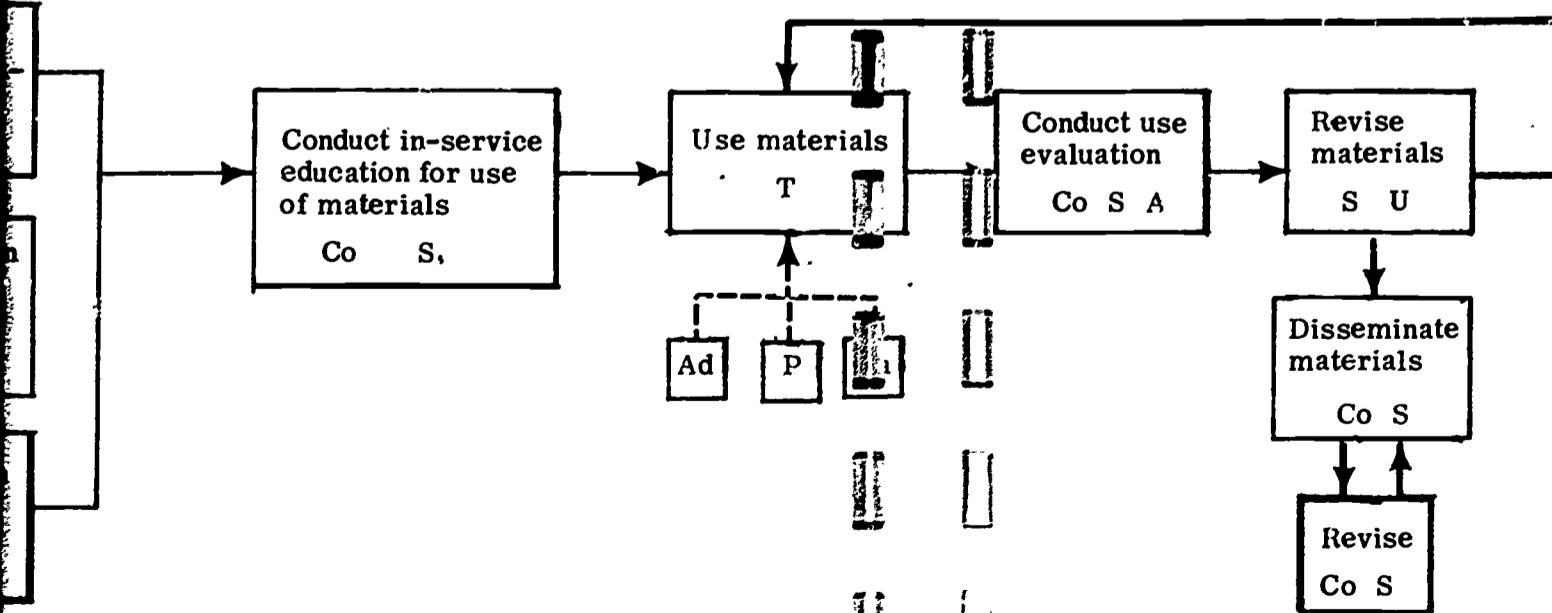 Conduct in-service
education for use
of materials
Co S.
Use materials
T
Ad
P
Conduct use
evaluation
Co S A
Revise
materials
S U
Disseminate
materials
Co S
Revise
Co S